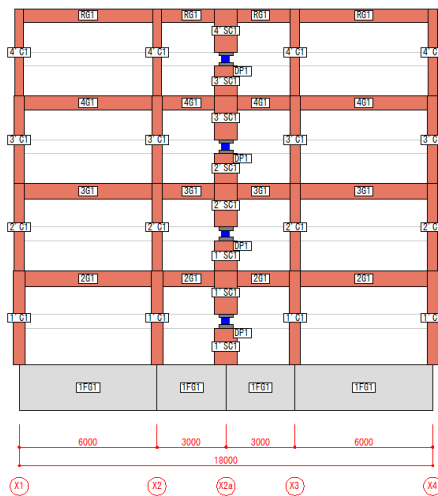 RG1 RG1 RG1 RG1
4' SC1
4' C1 4' C1 4' C1 4' C1
DP1
3' SC1
4G1 4G1 4G1 4G1
3' SC1
3' C1 3' C1 3' C1 3' C1
DP1
2' SC1
3G1 3G1 3G1 3G1
2' SC1
2' C1 2' C1 2' C1 2' C1
DP1
1' SC1
2G1 2G1 2G1 2G1
1' SC1
1' C1 1' C1 1' C1 1' C1
DP1
1' SC1
1FG1 1FG1 1FG1 1FG1
6000 3000 3000 6000
18000
X1 X2 X2a X3 X4